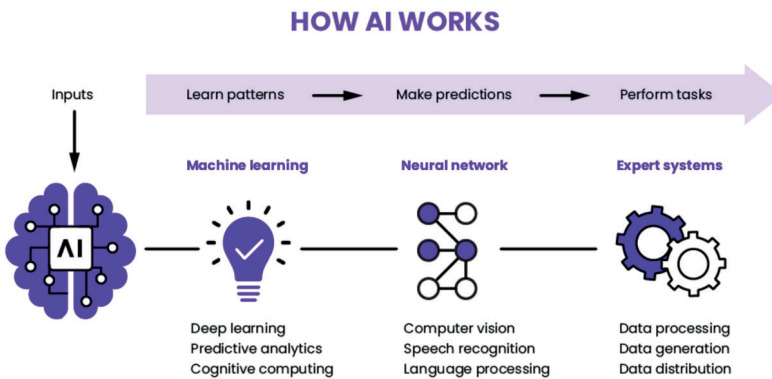 HOW AI WORKS
Inputs
Learn patterns
Make predictions
Perform tasks
Machine learning
Neural network
Expert systems
AI
Deep learning
Predictive analytics
Cognitive computing
Computer vision
Speech recognition
Language processing
Data processing
Data generation
Data distribution